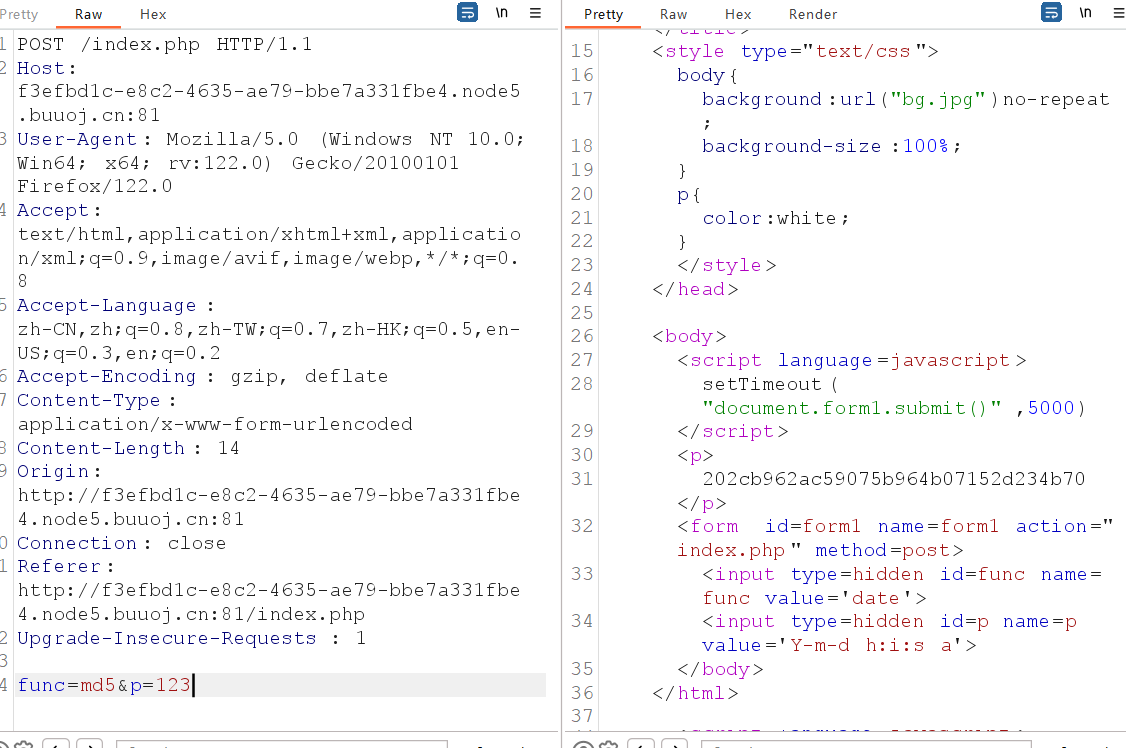 Pretty Raw Hex \n
1 POST /index.php HTTP/1.1
2 Host:
f3efbd1c-e8c2-4635-ae79-bbe7a331fbe4.node5
.buuoj.cn:81
3 User-Agent: Mozilla/5.0 (Windows NT 10.0;
Win64; x64; rv:122.0) Gecko/20100101
Firefox/122.0
4 Accept:
text/html,application/xhtml+xml,applicatio
n/xml;q=0.9,image/avif,image/webp,*/*;q=0.
8
5 Accept-Language:
zh-CN,zh;q=0.8,zh-TW;q=0.7,zh-HK;q=0.5,en-
US;q=0.3,en;q=0.2
6 Accept-Encoding: gzip, deflate
7 Content-Type:
application/x-www-form-urlencoded
8 Content-Length: 14
9 Origin:
http://f3efbd1c-e8c2-4635-ae79-bbe7a331fbe
4.node5.buuoj.cn:81
0 Connection: close
1 Referer:
http://f3efbd1c-e8c2-4635-ae79-bbe7a331fbe
4.node5.buuoj.cn:81/index.php
2 Upgrade-Insecure-Requests: 1
3
4 func=md5&p=123
Pretty Raw Hex Render \n
</title>
15 <style type="text/css">
16 body{
17 background:url("bg.jpg")no-repeat
;
18 background-size:100%;
19 }
20 p{
21 color:white;
22 }
23 </style>
24 </head>
25
26 <body>
27 <script language=javascript>
28 setTimeout(
"document.form1.submit()",5000)
29 </script>
30 <p>
31 202cb962ac59075b964b07152d234b70
</p>
32 <form id=form1 name=form1 action="
index.php" method=post>
33 <input type=hidden id=func name=
func value='date'>
34 <input type=hidden id=p name=p
value='Y-m-d h:i:s a'>
35 </body>
36 </html>
37